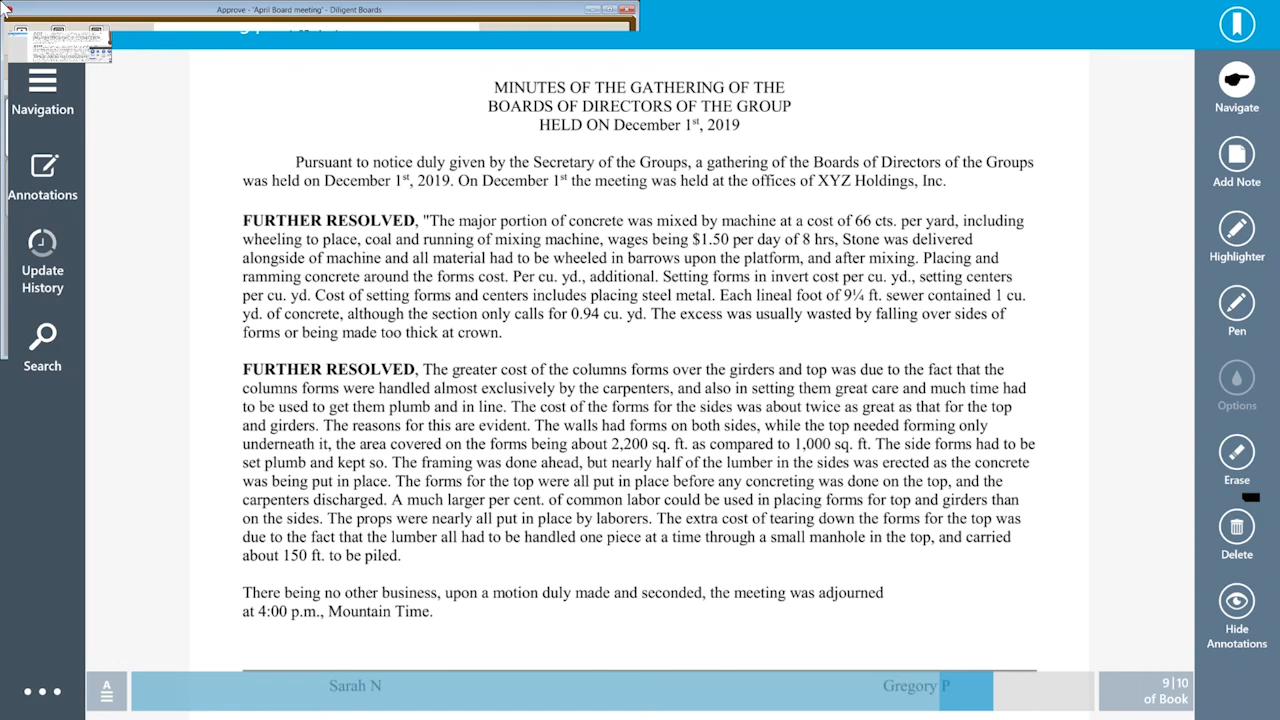 Approve - 'April Board meeting' - Diligent Boards
Navigation
Annotations
Update
History
Search
MINUTES OF THE GATHERING OF THE
BOARDS OF DIRECTORS OF THE GROUP
HELD ON December 1st, 2019
Pursuant to notice duly given by the Secretary of the Groups, a gathering of the Boards of Directors of the Groups
was held on December 1st, 2019. On December 1st the meeting was held at the offices of XYZ Holdings, Inc.
FURTHER RESOLVED, "The major portion of concrete was mixed by machine at a cost of 66 cts. per yard, including
wheeling to place, coal and running of mixing machine, wages being $1.50 per day of 8 hrs, Stone was delivered
alongside of machine and all material had to be wheeled in barrows upon the platform, and after mixing. Placing and
ramming concrete around the forms cost. Per cu. yd., additional. Setting forms in invert cost per cu. yd., setting centers
per cu. yd. Cost of setting forms and centers includes placing steel metal. Each lineal foot of 9¼ ft. sewer contained 1 cu.
yd. of concrete, although the section only calls for 0.94 cu. yd. The excess was usually wasted by falling over sides of
forms or being made too thick at crown.
FURTHER RESOLVED, The greater cost of the columns forms over the girders and top was due to the fact that the
columns forms were handled almost exclusively by the carpenters, and also in setting them great care and much time had
to be used to get them plumb and in line. The cost of the forms for the sides was about twice as great as that for the top
and girders. The reasons for this are evident. The walls had forms on both sides, while the top needed forming only
underneath it, the area covered on the forms being about 2,200 sq. ft. as compared to 1,000 sq. ft. The side forms had to be
set plumb and kept so. The framing was done ahead, but nearly half of the lumber in the sides was erected as the concrete
was being put in place. The forms for the top were all put in place before any concreting was done on the top, and the
carpenters discharged. A much larger per cent. of common labor could be used in placing forms for top and girders than
on the sides. The props were nearly all put in place by laborers. The extra cost of tearing down the forms for the top was
due to the fact that the lumber all had to be handled one piece at a time through a small manhole in the top, and carried
about 150 ft. to be piled.
There being no other business, upon a motion duly made and seconded, the meeting was adjourned
at 4:00 p.m., Mountain Time.
Sarah N
Gregory P
A
9|10
of Book
Navigate
Add Note
Highlighter
Pen
Options
Erase
Delete
Hide
Annotations